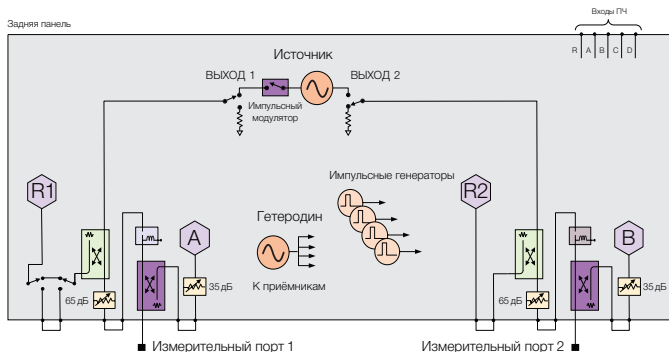 Задняя панель
Входы ПЧ
R A B C D
Источник
ВЫХОД 1
ВЫХОД 2
Импульсный
модулятор
R1
A
Гетеродин
К приёмникам
Импульсные генераторы
R2
B
65 дБ
35 дБ
65 дБ
35 дБ
Измерительный порт 1
Измерительный порт 2